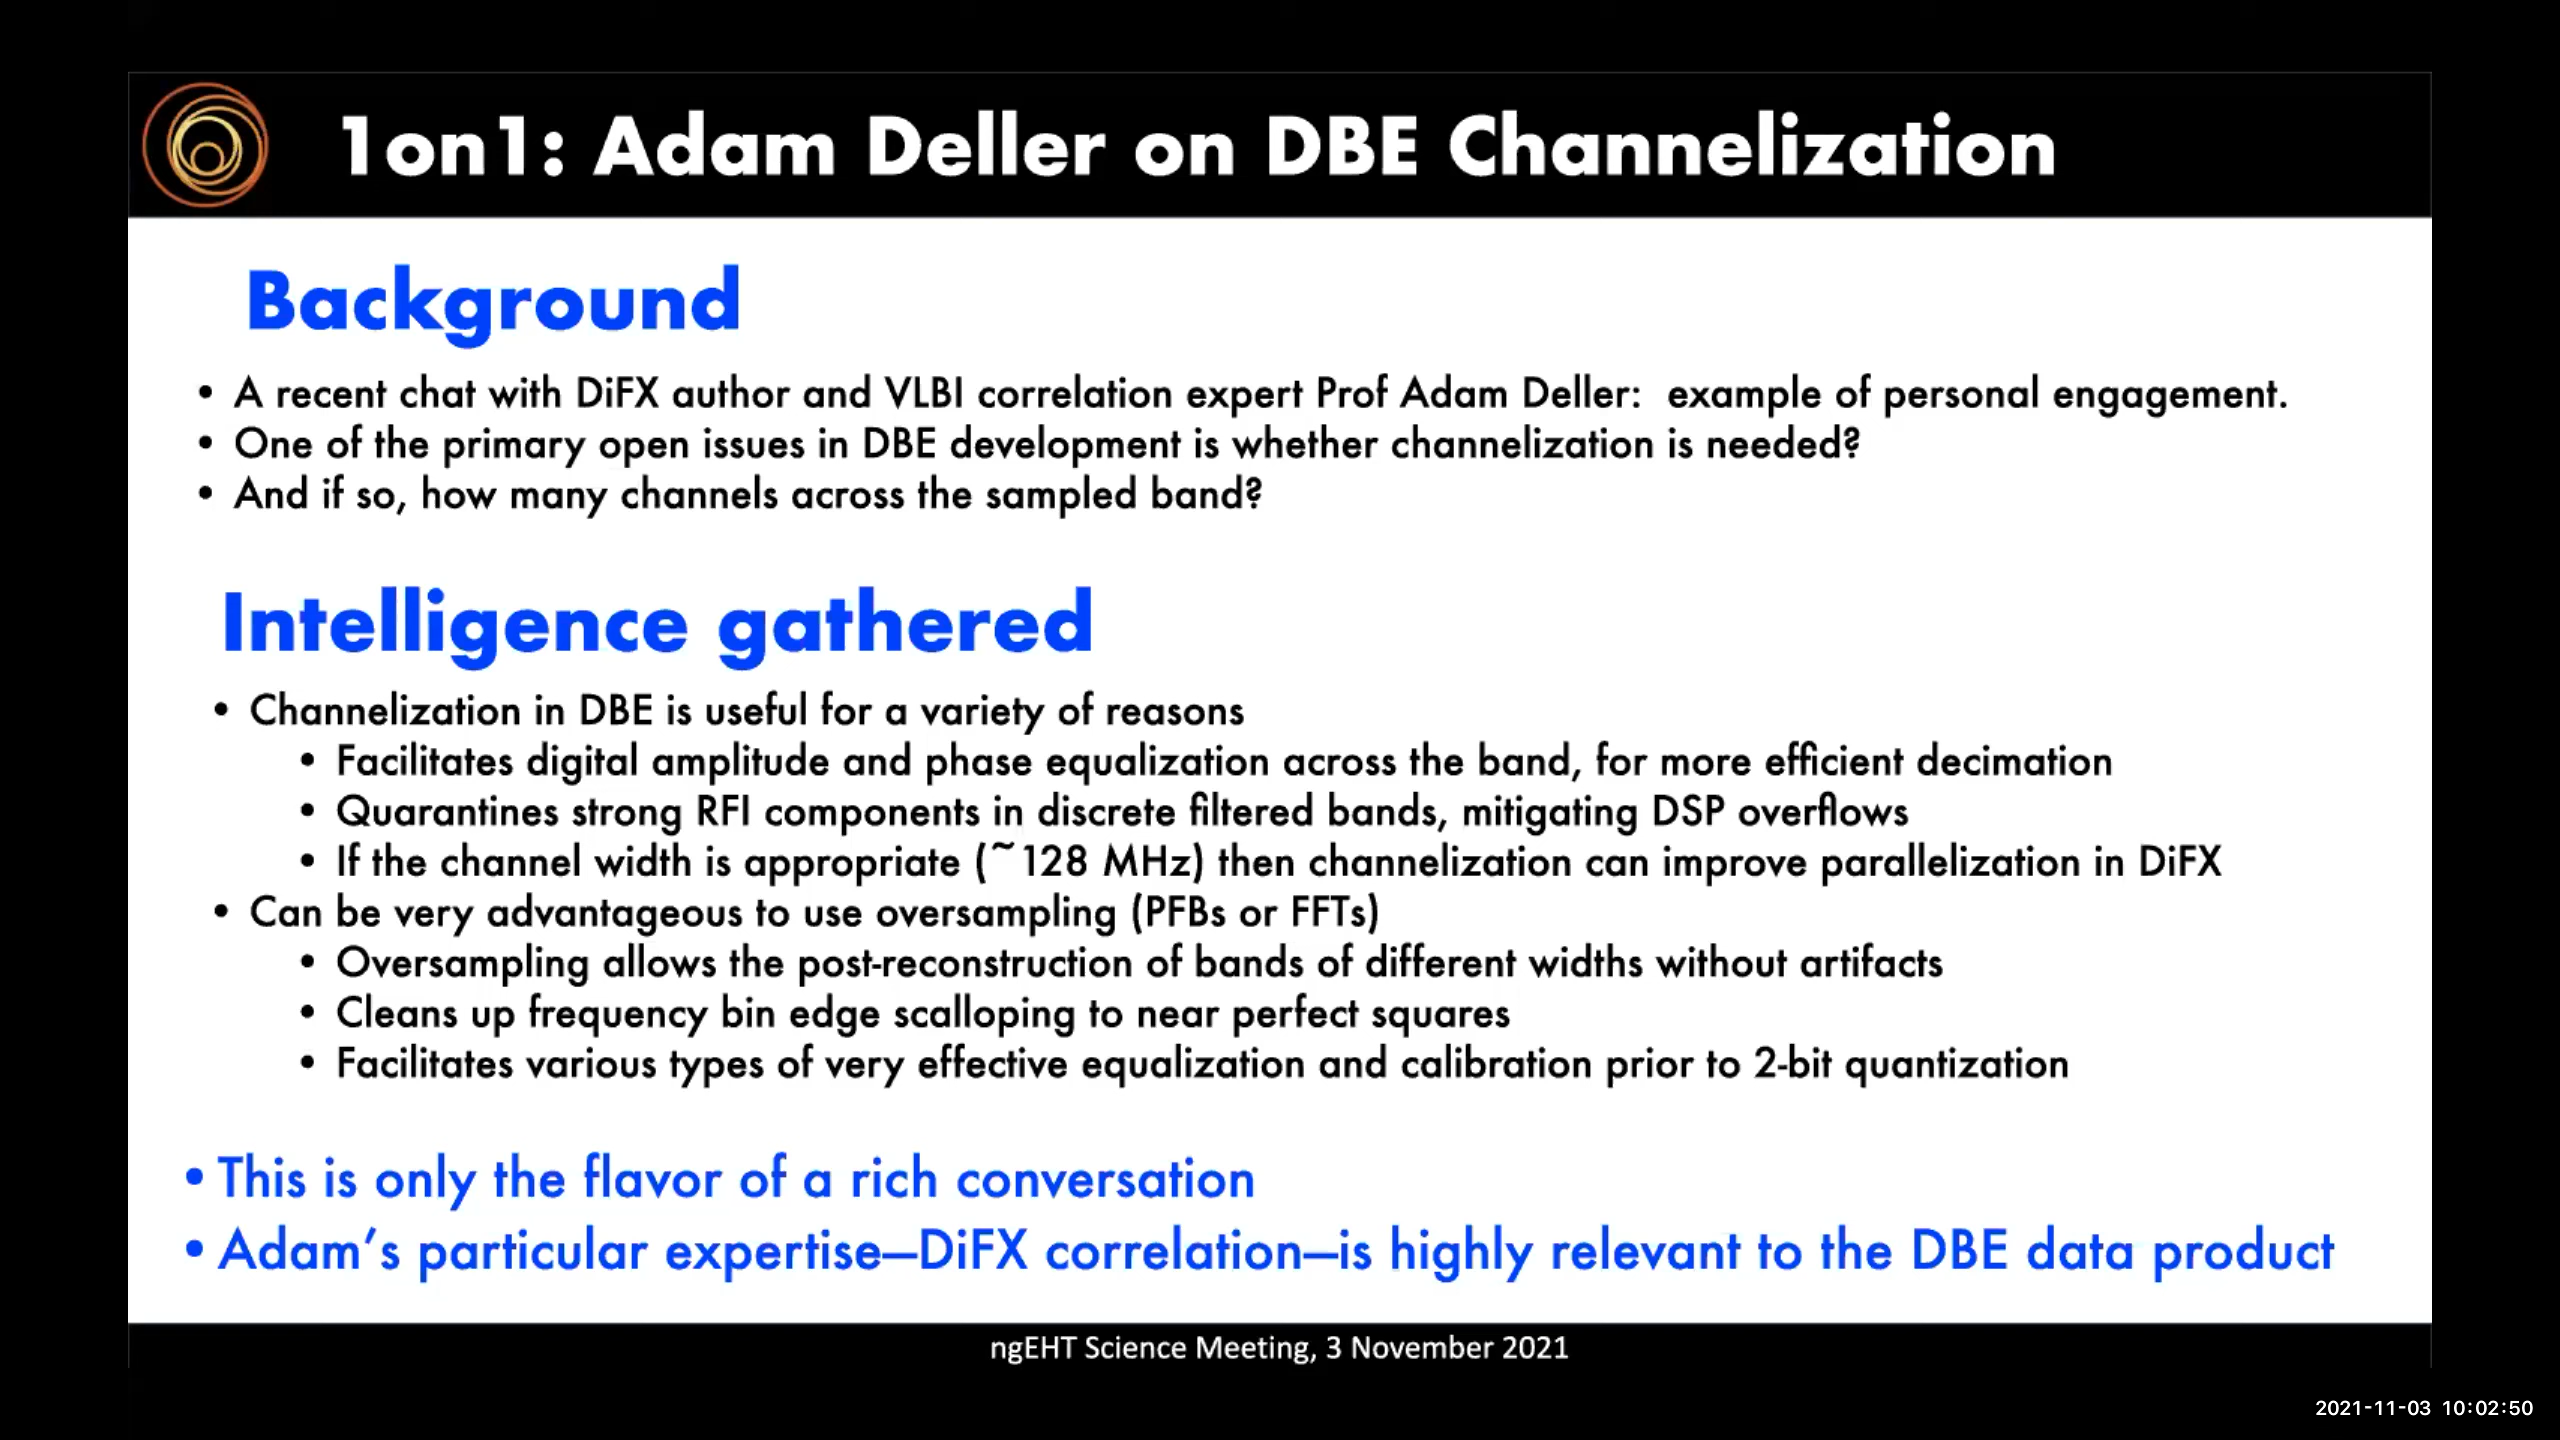 1on1: Adam Deller on DBE Channelization
Background
• A recent chat with DiFX author and VLBI correlation expert Prof Adam Deller:  example of personal engagement.
• One of the primary open issues in DBE development is whether channelization is needed?
• And if so, how many channels across the sampled band?
Intelligence gathered
• Channelization in DBE is useful for a variety of reasons
• Facilitates digital amplitude and phase equalization across the band, for more efficient decimation
• Quarantines strong RFI components in discrete filtered bands, mitigating DSP overflows
• If the channel width is appropriate (~128 MHz) then channelization can improve parallelization in DiFX
• Can be very advantageous to use oversampling (PFBs or FFTs)
• Oversampling allows the post-reconstruction of bands of different widths without artifacts
• Cleans up frequency bin edge scalloping to near perfect squares
• Facilitates various types of very effective equalization and calibration prior to 2-bit quantization
• This is only the flavor of a rich conversation
• Adam’s particular expertise—DiFX correlation—is highly relevant to the DBE data product
ngEHT Science Meeting, 3 November 2021
2021-11-03 10:02:50